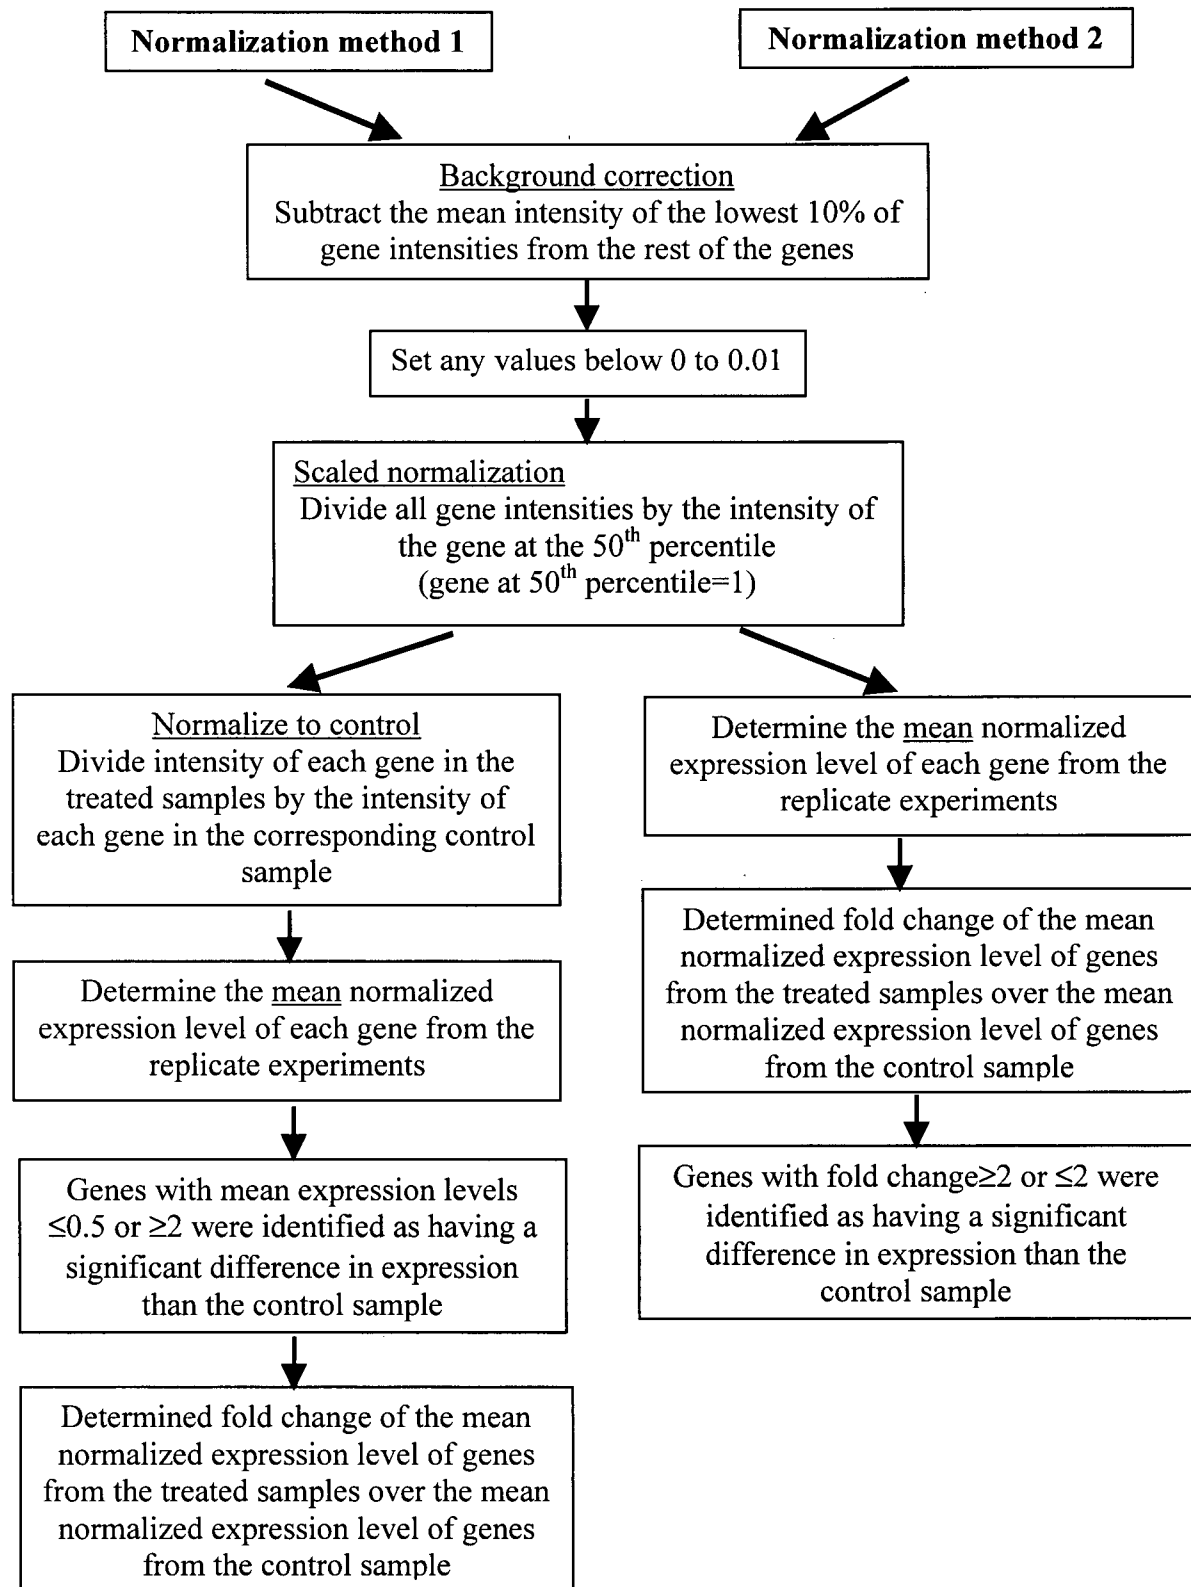 Normalization method 1
Normalization method 2
Background correction
Subtract the mean intensity of the lowest 10% of
gene intensities from the rest of the genes
Set any values below 0 to 0.01
Scaled normalization
Divide all gene intensities by the intensity of
the gene at the 50th percentile
(gene at 50th percentile=1)
Normalize to control
Divide intensity of each gene in the
treated samples by the intensity of
each gene in the corresponding control
sample
Determine the mean normalized
expression level of each gene from the
replicate experiments
Genes with mean expression levels
≤0.5 or ≥2 were identified as having a
significant difference in expression
than the control sample
Determined fold change of the mean
normalized expression level of genes
from the treated samples over the mean
normalized expression level of genes
from the control sample
Determine the mean normalized
expression level of each gene from the
replicate experiments
Determined fold change of the mean
normalized expression level of genes
from the treated samples over the mean
normalized expression level of genes
from the control sample
Genes with fold change≥2 or ≤2 were
identified as having a significant
difference in expression than the
control sample